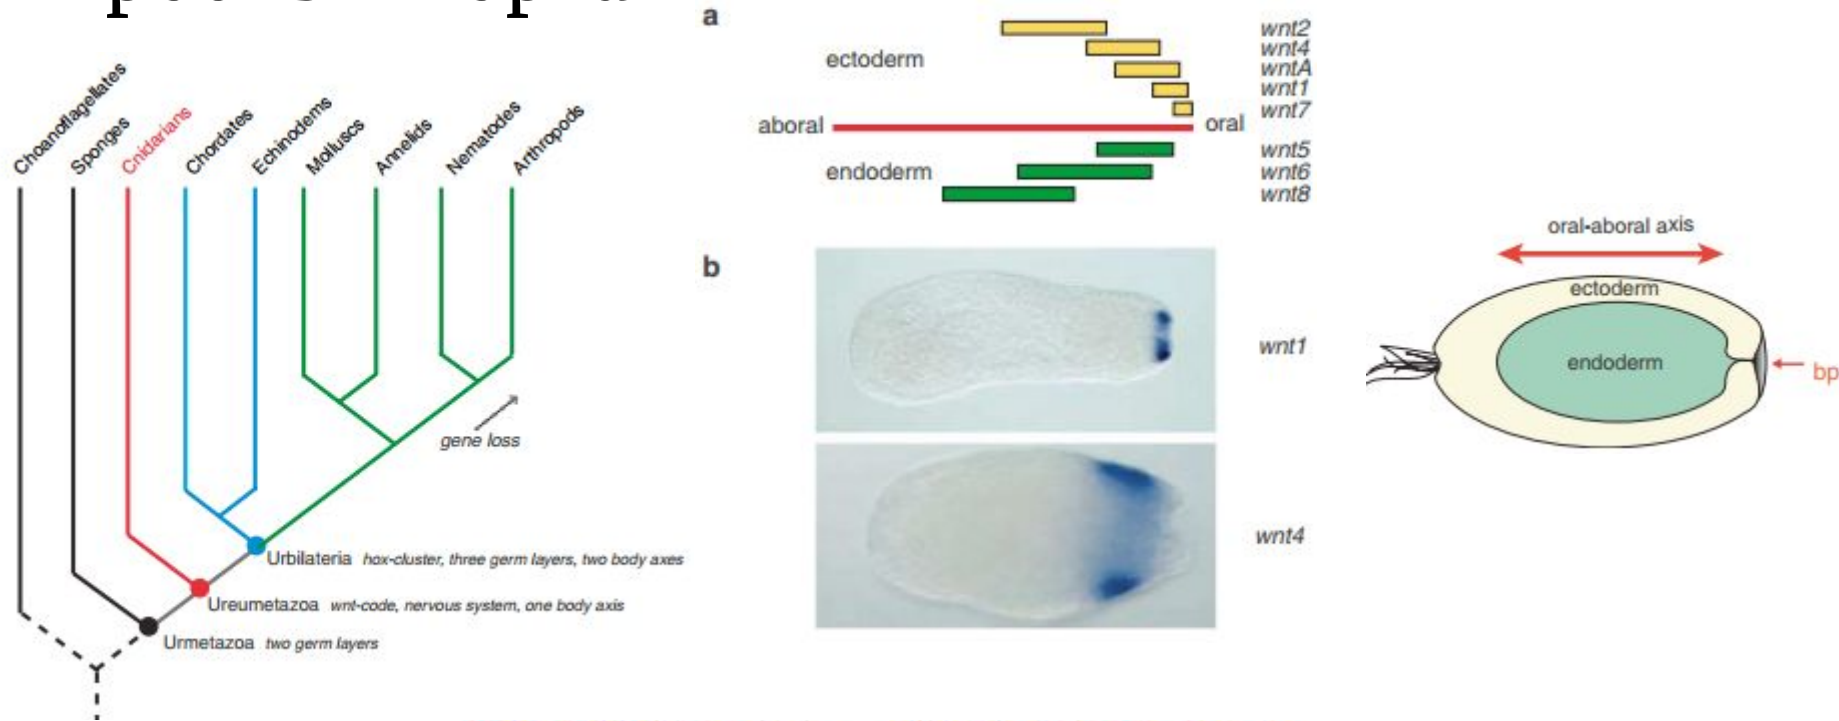 Choanoflagellates
Sponges
Cnidarians
Chordates
Echinoderms
Molluscs
Annelids
Nematodes
Arthropods
gene loss
Urbilateria hox-cluster, three germ layers, two body axes
Ureumetazoa wnt-code, nervous system, one body axis
Urmetazoa two germ layers
a
ectoderm
wnt2
wnt4
wntA
wnt1
wnt7
aboral
oral
endoderm
wnt5
wnt6
wnt8
b
wnt1
wnt4
oral-aboral axis
ectoderm
endoderm
bp